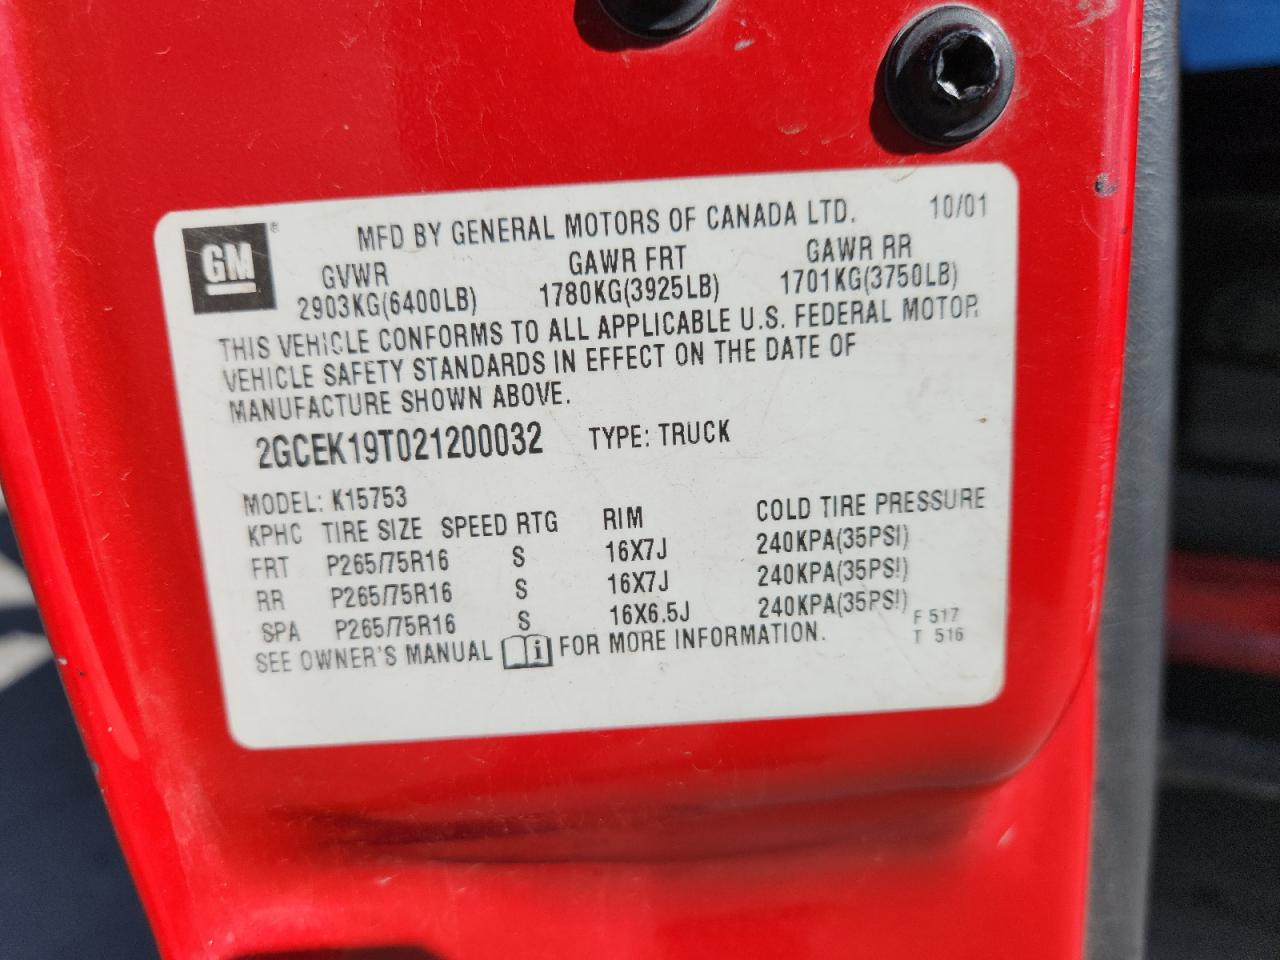 GM ®
MFD BY GENERAL MOTORS OF CANADA LTD. 10/01
GVWR GAWR FRT GAWR RR
2903KG(6400LB) 1780KG(3925LB) 1701KG(3750LB)
THIS VEHICLE CONFORMS TO ALL APPLICABLE U.S. FEDERAL MOTOR
VEHICLE SAFETY STANDARDS IN EFFECT ON THE DATE OF
MANUFACTURE SHOWN ABOVE.
2GCEK19T021200032 TYPE: TRUCK
MODEL: K15753
KPHC TIRE SIZE SPEED RTG RIM COLD TIRE PRESSURE
FRT P265/75R16 S 16X7J 240KPA(35PSI)
RR P265/75R16 S 16X7J 240KPA(35PSI)
SPA P265/75R16 S 16X6.5J 240KPA(35PSI)
SEE OWNER'S MANUAL i FOR MORE INFORMATION.
F 517
T 516